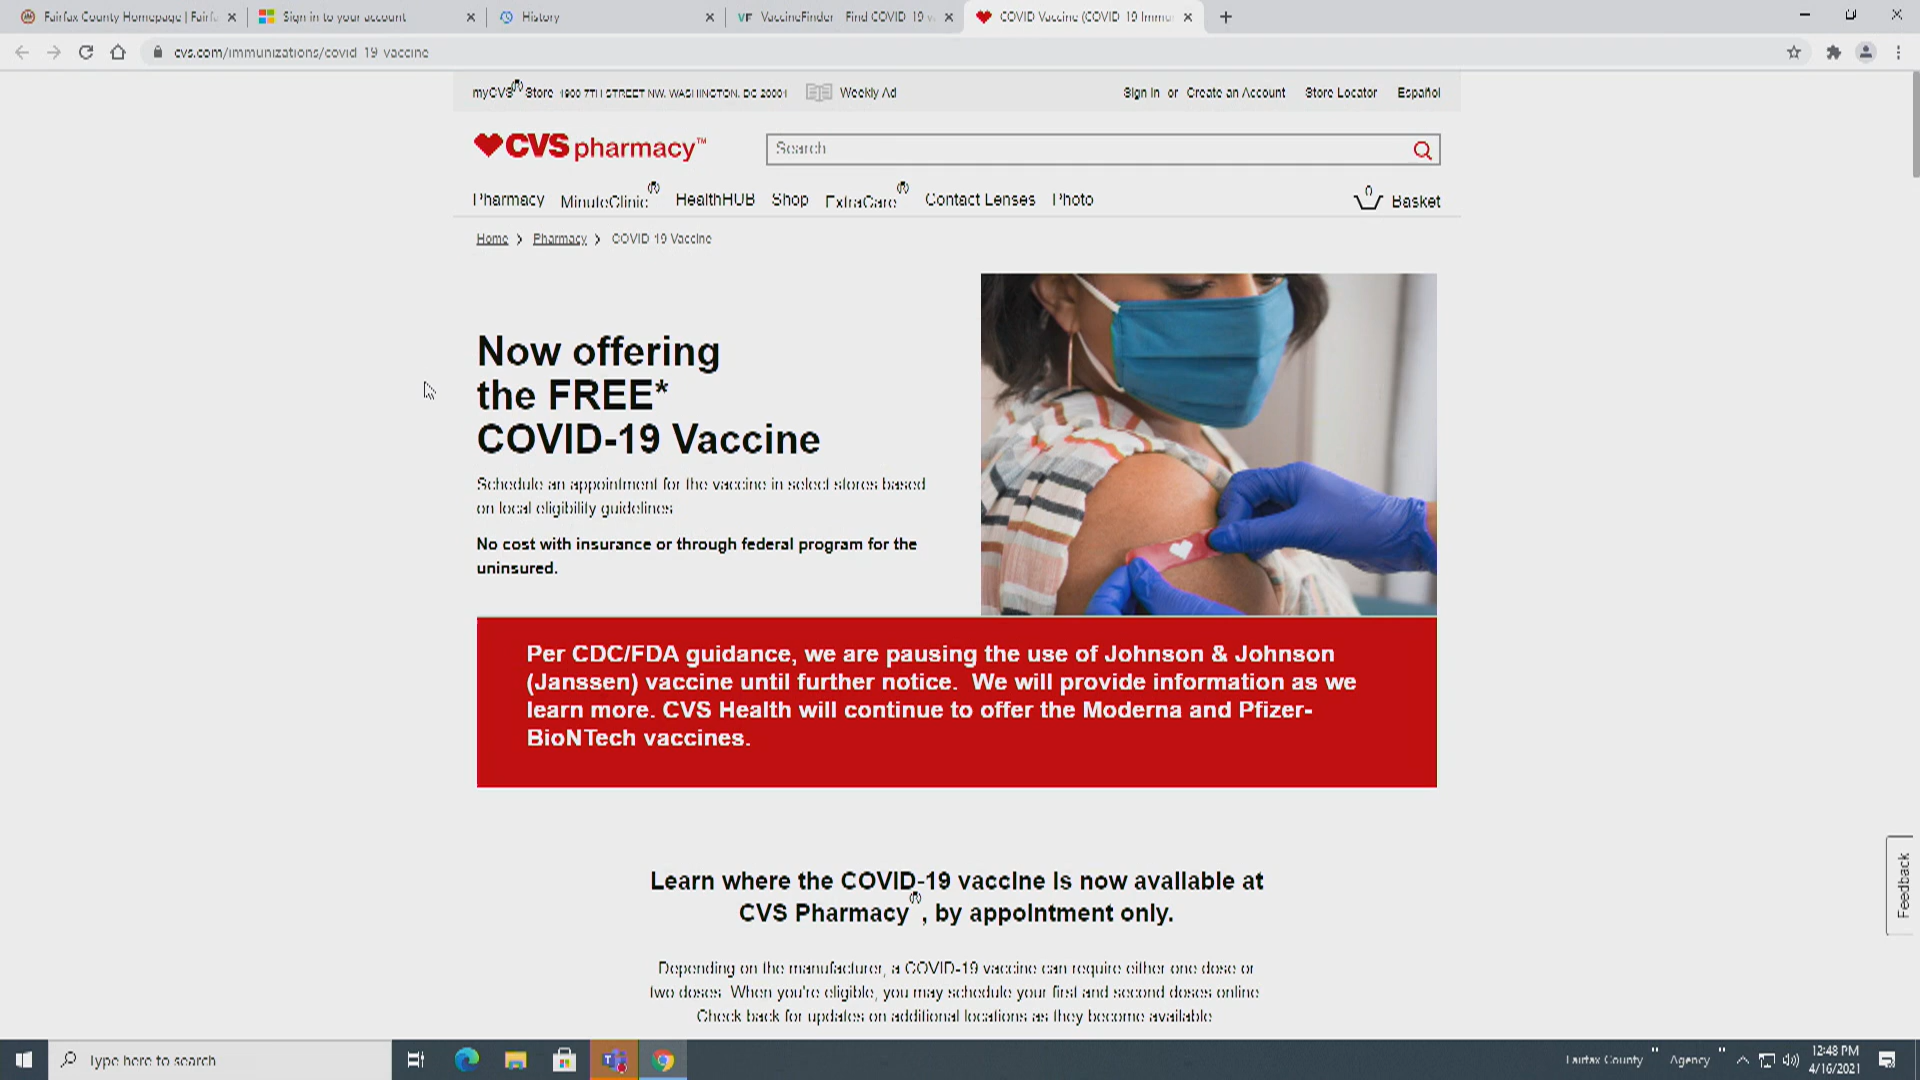 Fairfax County Homepage | Fairfa
Sign in to your account
History
VF VaccineFinder Find COVID 19 v
COVID Vaccine (COVID 19 Immu
cvs.com/immunizations/covid 19 vaccine
myCVS® Store 1900 7TH STREET NW. WASHINGTON. DC 20001
Weekly Ad
Sign In or Create an Account
Store Locator
Español
CVS pharmacy™
Search
Pharmacy MinuteClinic® HealthHUB Shop ExtraCare® Contact Lenses Photo
0 Basket
Home > Pharmacy > COVID 19 Vaccine
Now offering
the FREE*
COVID-19 Vaccine
Schedule an appointment for the vaccine in select stores based
on local eligibility guidelines
No cost with insurance or through federal program for the
uninsured.
Per CDC/FDA guidance, we are pausing the use of Johnson & Johnson
(Janssen) vaccine until further notice. We will provide information as we
learn more. CVS Health will continue to offer the Moderna and Pfizer-
BioNTech vaccines.
Learn where the COVID-19 vaccine is now available at
CVS Pharmacy®, by appointment only.
Depending on the manufacturer, a COVID-19 vaccine can require either one dose or
two doses. When you're eligible, you may schedule your first and second doses online
Check back for updates on additional locations as they become available
Feedback
Type here to search
Fairfax County " Agency "
12:48 PM
4/16/2021